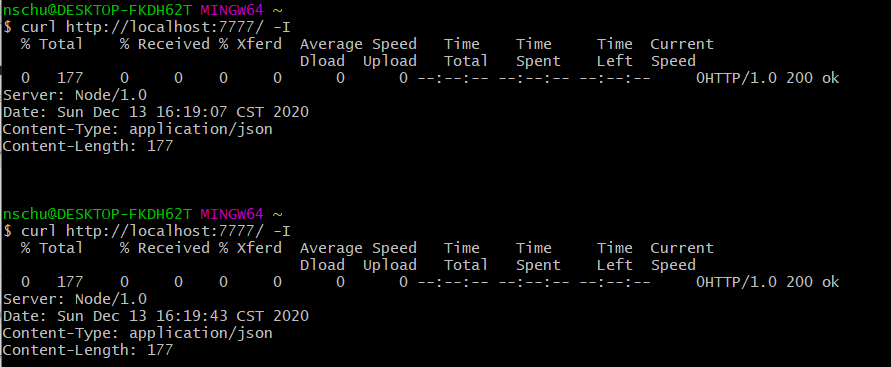 nschu@DESKTOP-FKDH62T MINGW64 ~
$ curl http://localhost:7777/ -I
  % Total    % Received % Xferd  Average Speed   Time    Time     Time  Current
                                 Dload  Upload   Total   Spent    Left  Speed
  0   177    0     0    0     0      0      0 --:--:-- --:--:-- --:--:--     0HTTP/1.0 200 ok
Server: Node/1.0
Date: Sun Dec 13 16:19:07 CST 2020
Content-Type: application/json
Content-Length: 177
nschu@DESKTOP-FKDH62T MINGW64 ~
$ curl http://localhost:7777/ -I
  % Total    % Received % Xferd  Average Speed   Time    Time     Time  Current
                                 Dload  Upload   Total   Spent    Left  Speed
  0   177    0     0    0     0      0      0 --:--:-- --:--:-- --:--:--     0HTTP/1.0 200 ok
Server: Node/1.0
Date: Sun Dec 13 16:19:43 CST 2020
Content-Type: application/json
Content-Length: 177